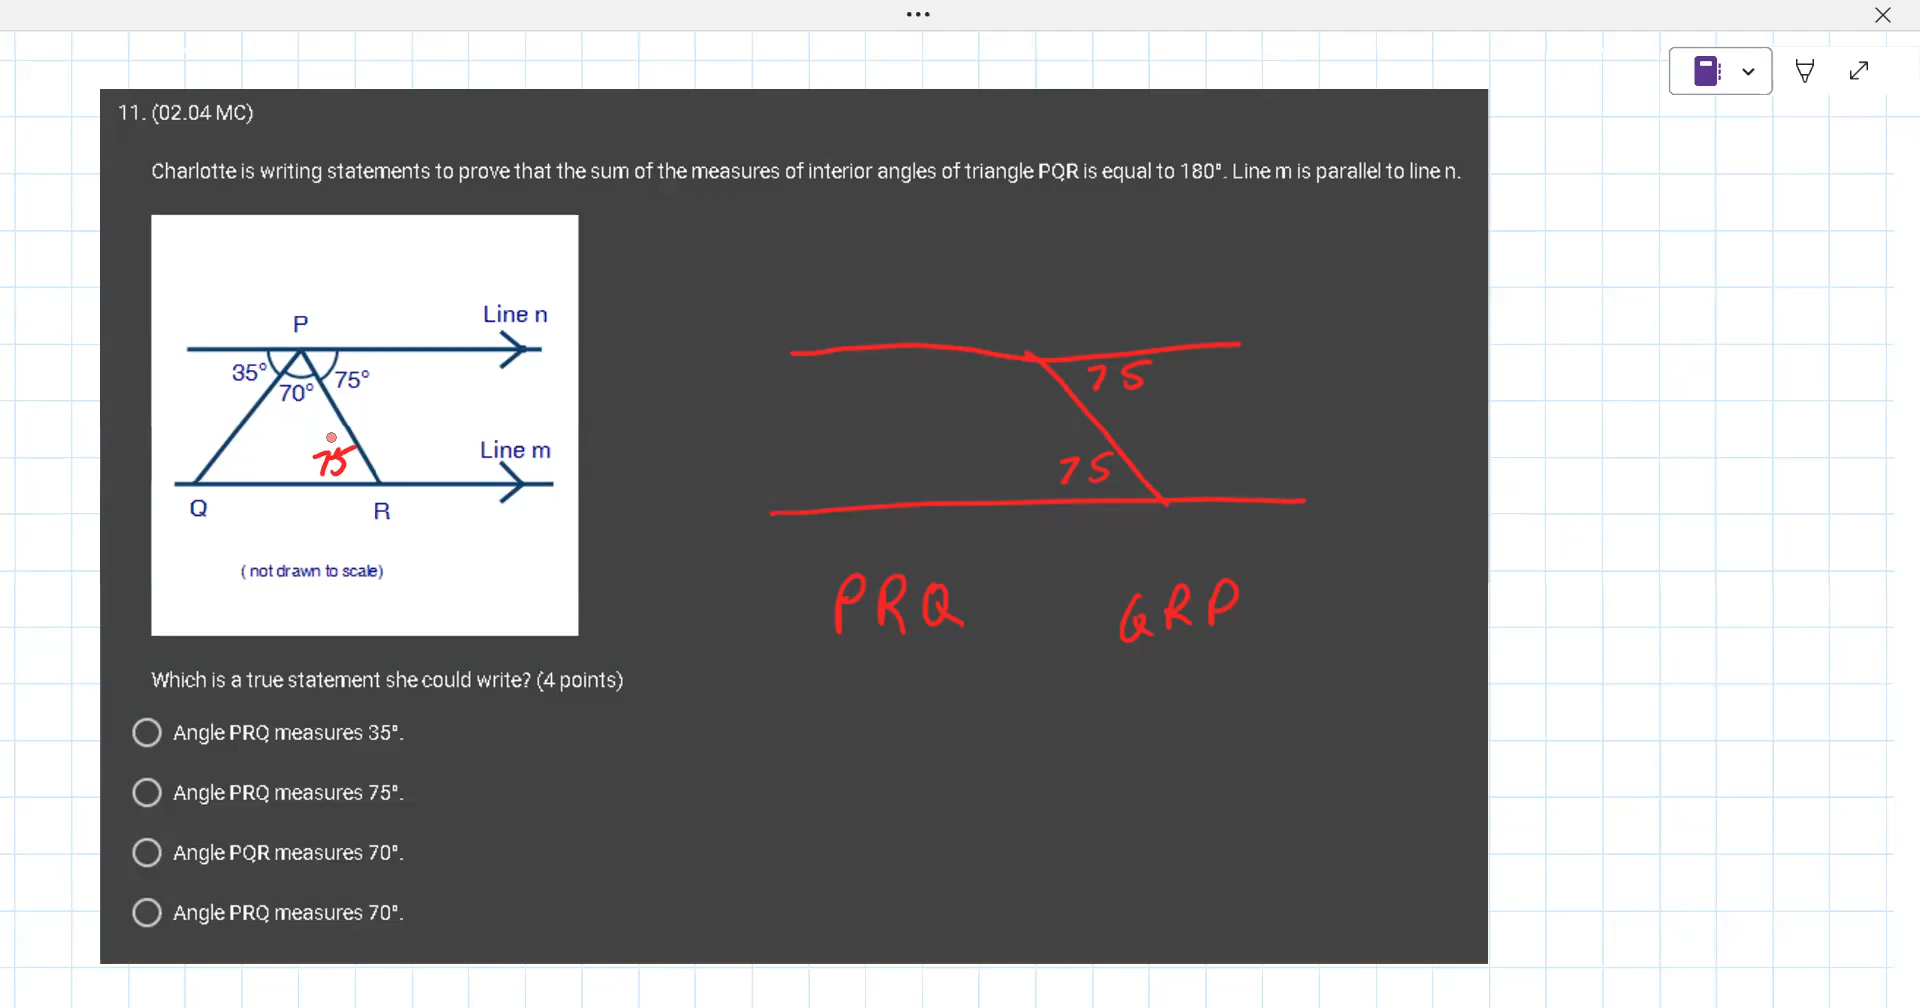 11. (02.04 MC)
Charlotte is writing statements to prove that the sum of the measures of interior angles of triangle PQR is equal to 180°. Line m is parallel to line n.
Line n
P
35°
70°
75°
75
Line m
Q
R
( not drawn to scale)
75
75
PRQ
QRP
Which is a true statement she could write? (4 points)
Angle PRQ measures 35°.
Angle PRQ measures 75°.
Angle PQR measures 70°.
Angle PRQ measures 70°.